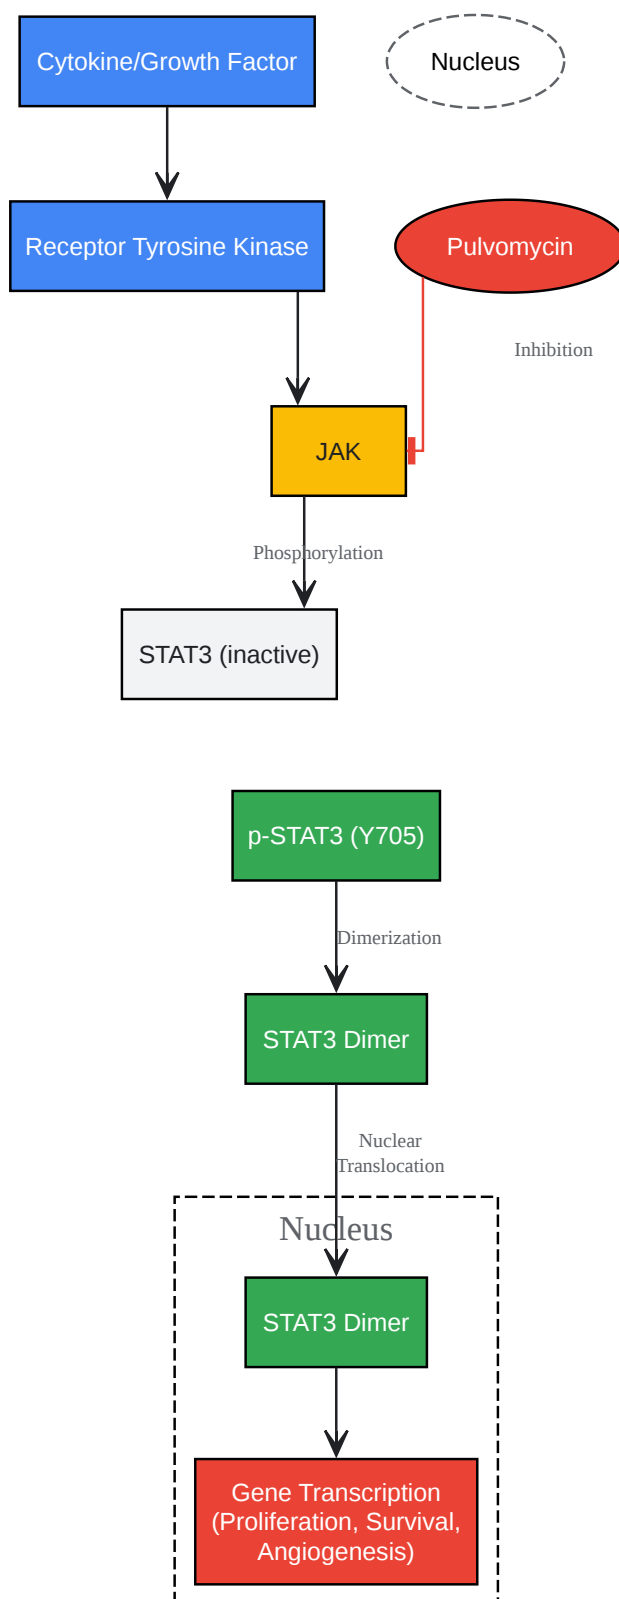 Cytokine/Growth Factor
Nucleus
Receptor Tyrosine Kinase
Pulvomycin
Inhibition
JAK
Phosphorylation
STAT3 (inactive)
p-STAT3 (Y705)
Dimerization
STAT3 Dimer
Nuclear
Translocation
Nucleus
STAT3 Dimer
Gene Transcription
(Proliferation, Survival,
Angiogenesis)